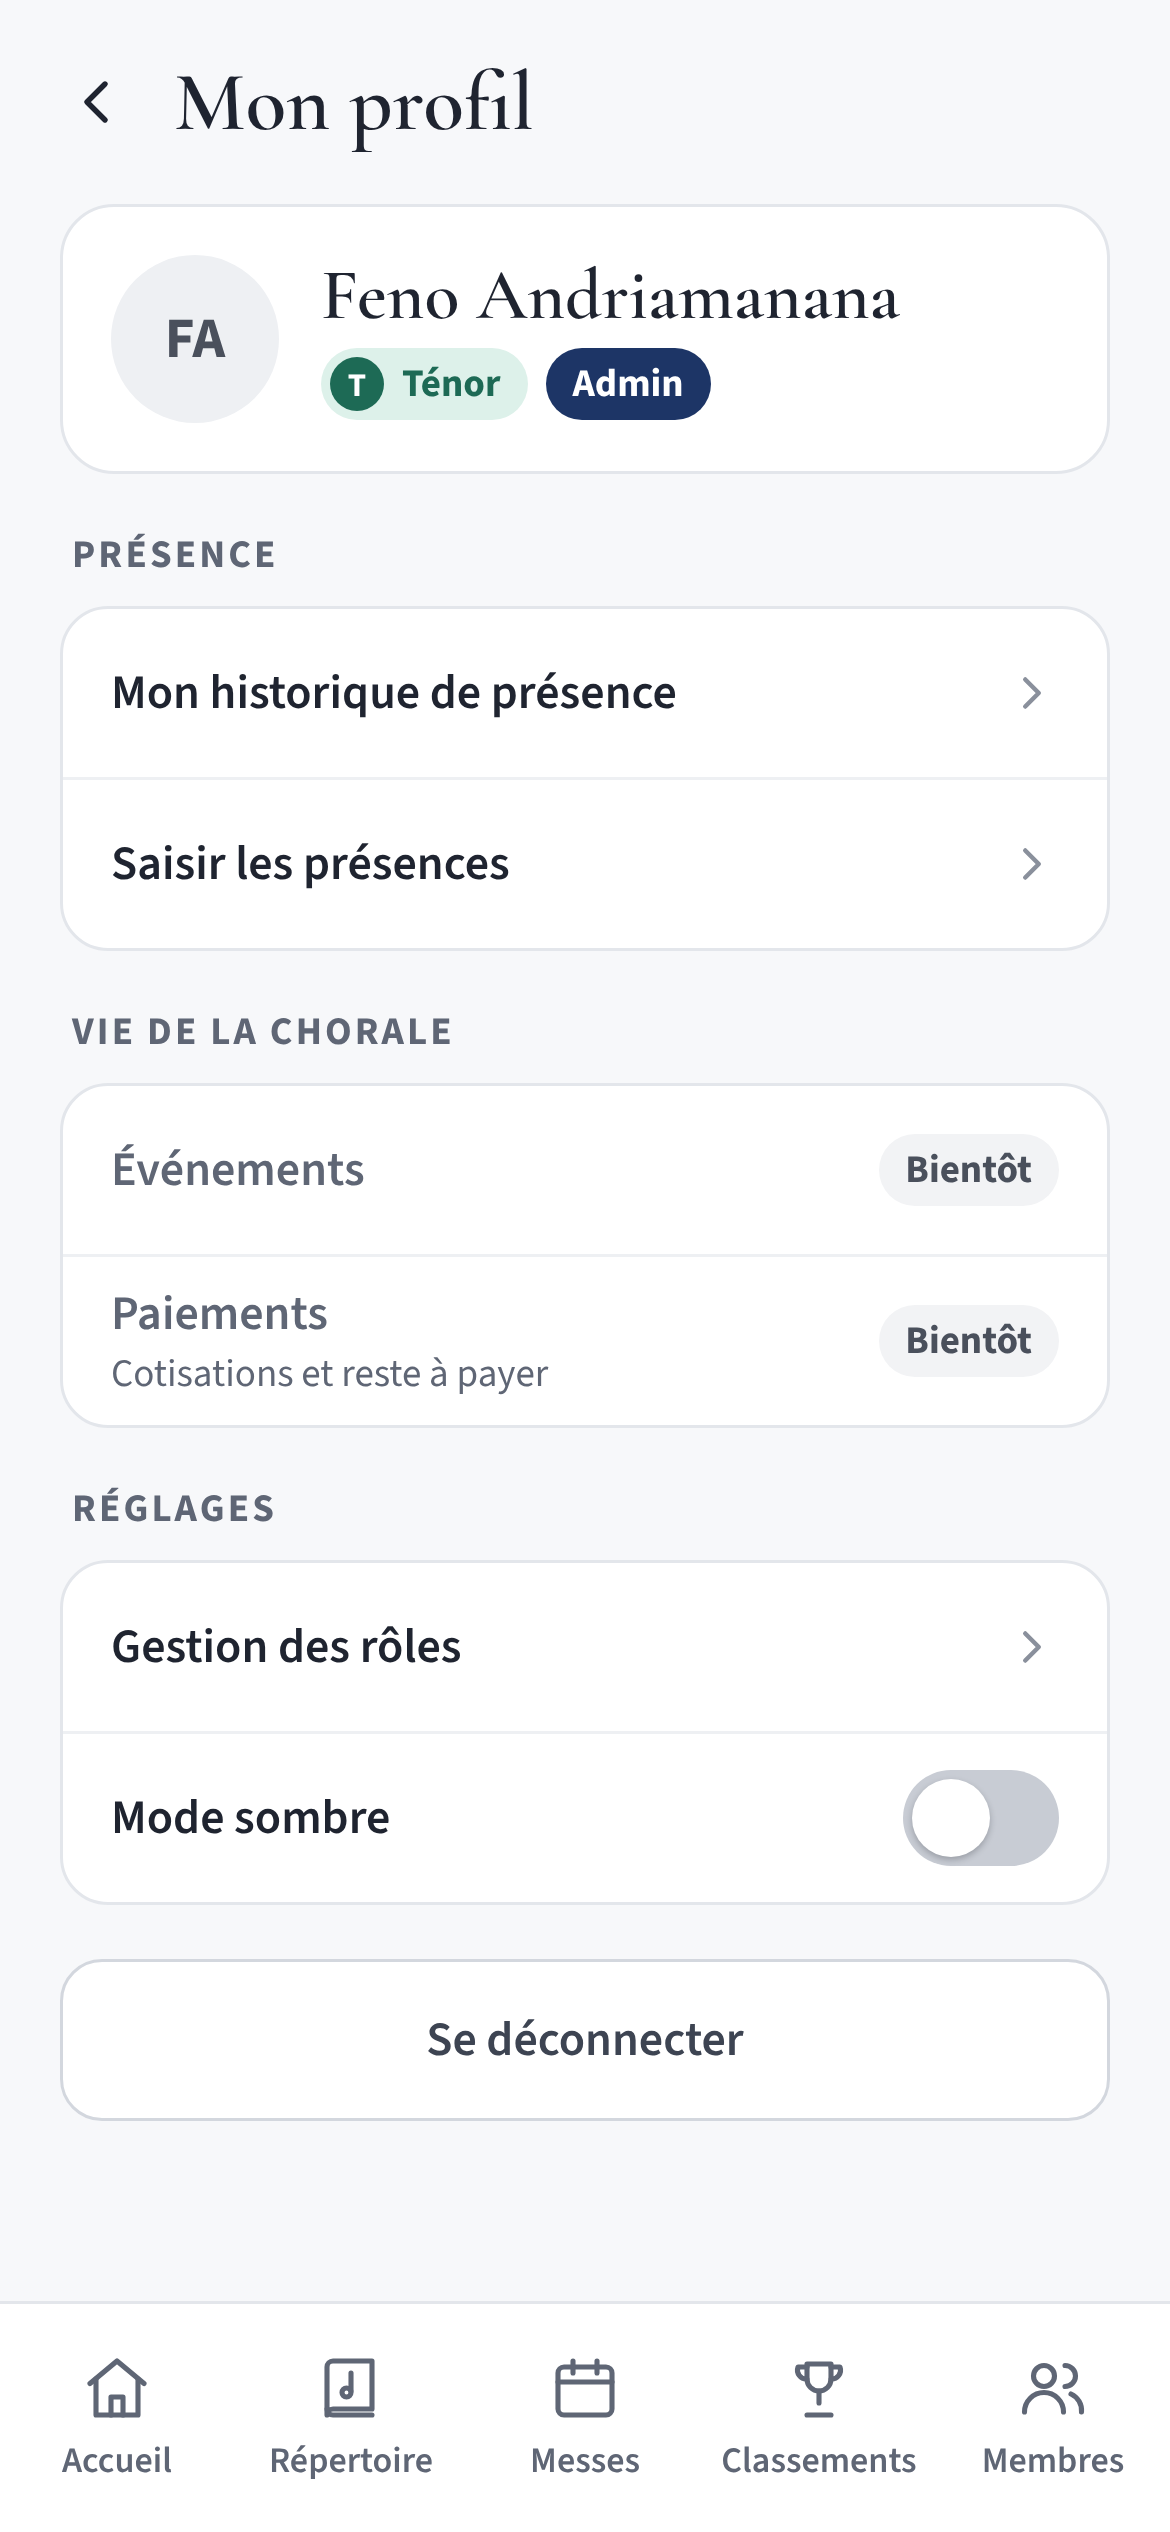 Mon profil
FA
Feno Andriamanana
T Ténor Admin
PRÉSENCE
Mon historique de présence
Saisir les présences
VIE DE LA CHORALE
Événements Bientôt
Paiements
Cotisations et reste à payer
Bientôt
RÉGLAGES
Gestion des rôles
Mode sombre
Se déconnecter
Accueil Répertoire Messes Classements Membres